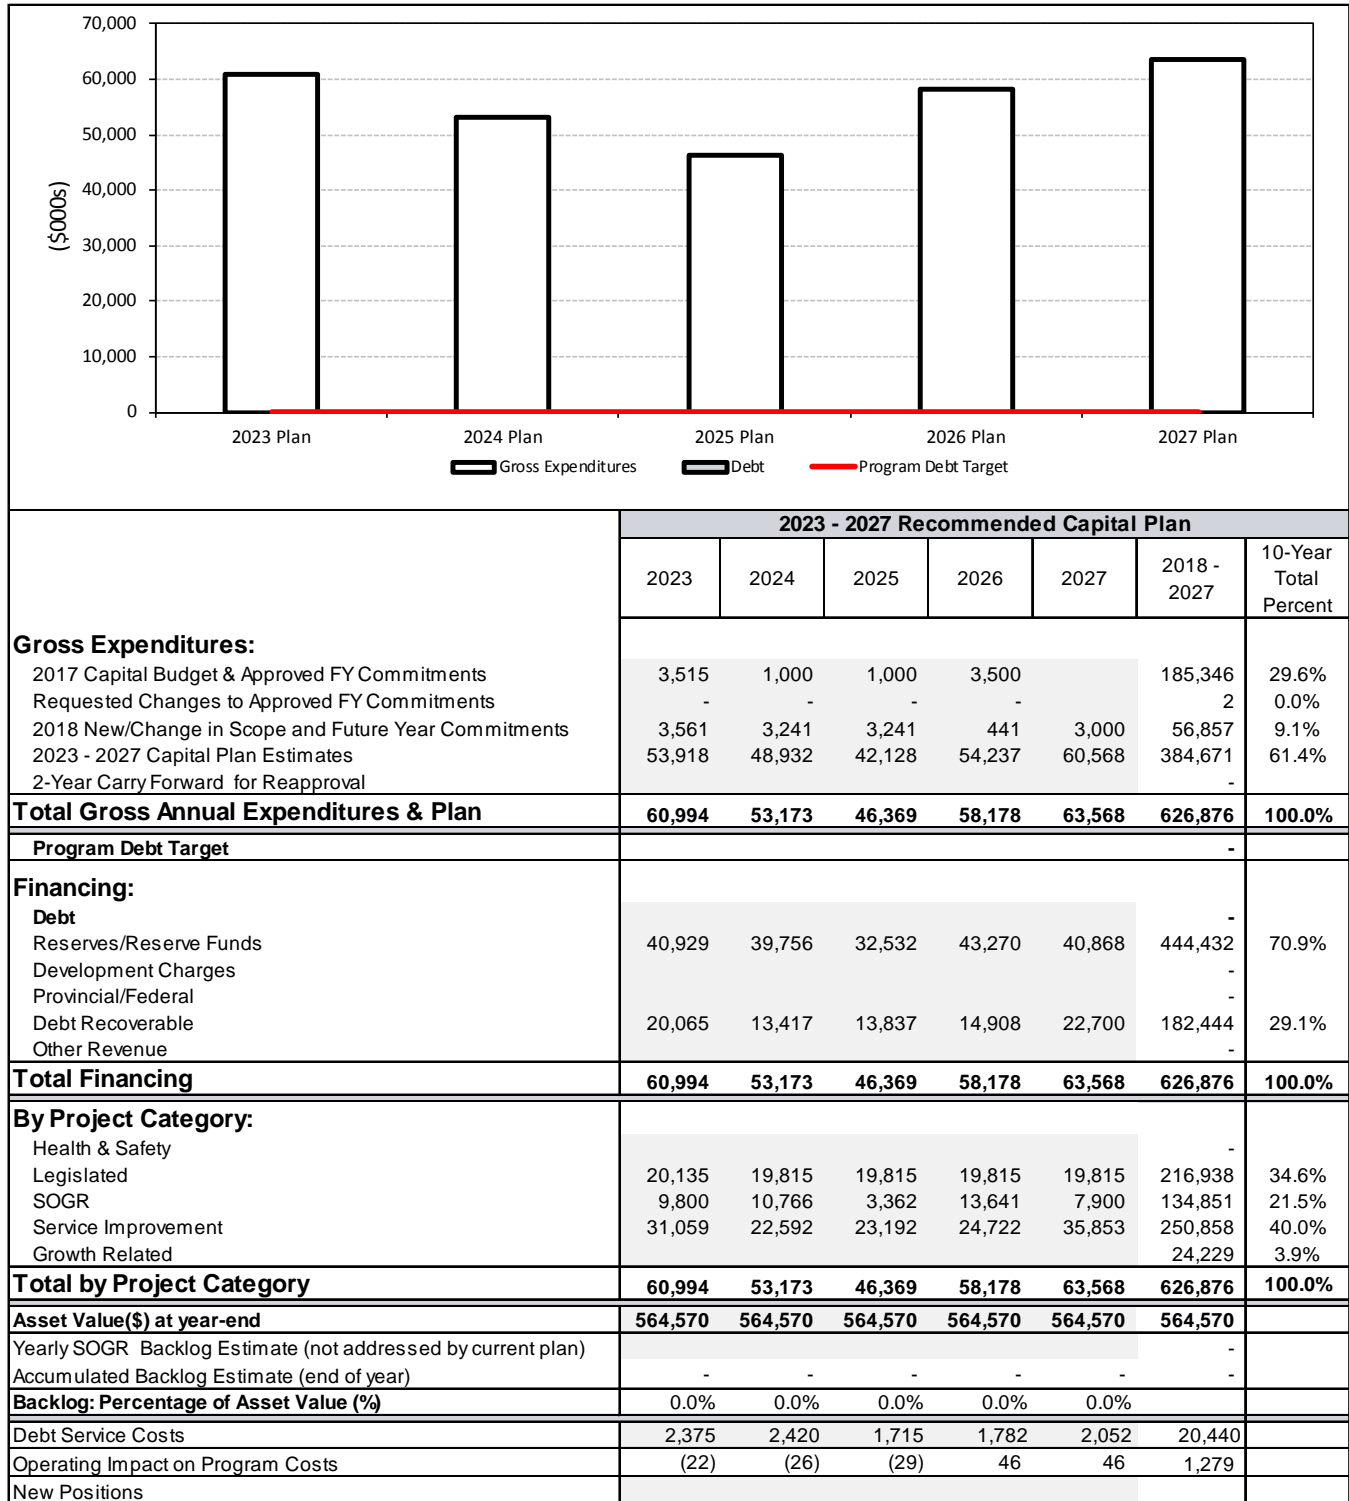 70,000
60,000
50,000
40,000
30,000
20,000
10,000
0
($000s)
2023 Plan 2024 Plan 2025 Plan 2026 Plan 2027 Plan
Gross Expenditures Debt Program Debt Target
2023 - 2027 Recommended Capital Plan
2023 2024 2025 2026 2027 2018 - 2027 10-Year Total Percent
Gross Expenditures:
2017 Capital Budget & Approved FY Commitments 3,515 1,000 1,000 3,500 185,346 29.6%
Requested Changes to Approved FY Commitments - - - - 2 0.0%
2018 New/Change in Scope and Future Year Commitments 3,561 3,241 3,241 441 3,000 56,857 9.1%
2023 - 2027 Capital Plan Estimates 53,918 48,932 42,128 54,237 60,568 384,671 61.4%
2-Year Carry Forward for Reapproval -
Total Gross Annual Expenditures & Plan 60,994 53,173 46,369 58,178 63,568 626,876 100.0%
Program Debt Target -
Financing:
Debt -
Reserves/Reserve Funds 40,929 39,756 32,532 43,270 40,868 444,432 70.9%
Development Charges -
Provincial/Federal -
Debt Recoverable 20,065 13,417 13,837 14,908 22,700 182,444 29.1%
Other Revenue -
Total Financing 60,994 53,173 46,369 58,178 63,568 626,876 100.0%
By Project Category:
Health & Safety -
Legislated 20,135 19,815 19,815 19,815 19,815 216,938 34.6%
SOGR 9,800 10,766 3,362 13,641 7,900 134,851 21.5%
Service Improvement 31,059 22,592 23,192 24,722 35,853 250,858 40.0%
Growth Related 24,229 3.9%
Total by Project Category 60,994 53,173 46,369 58,178 63,568 626,876 100.0%
Asset Value($) at year-end 564,570 564,570 564,570 564,570 564,570 564,570
Yearly SOGR Backlog Estimate (not addressed by current plan) -
Accumulated Backlog Estimate (end of year) - - - - - -
Backlog: Percentage of Asset Value (%) 0.0% 0.0% 0.0% 0.0% 0.0%
Debt Service Costs 2,375 2,420 1,715 1,782 2,052 20,440
Operating Impact on Program Costs (22) (26) (29) 46 46 1,279
New Positions